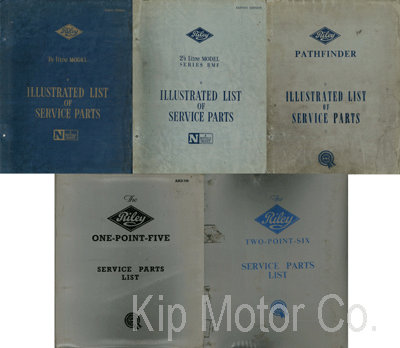 Riley
1½ Litre MODEL
ILLUSTRATED LIST
OF
SERVICE PARTS
N
Riley
2½ Litre MODEL
SERIES RMF
ILLUSTRATED LIST
OF
SERVICE PARTS
N
Riley
PATHFINDER
ILLUSTRATED LIST
OF
SERVICE PARTS
The
Riley
ONE-POINT-FIVE
SERVICE PARTS
LIST
The
Riley
TWO-POINT-SIX
SERVICE PARTS
LIST
Kip Motor Co.